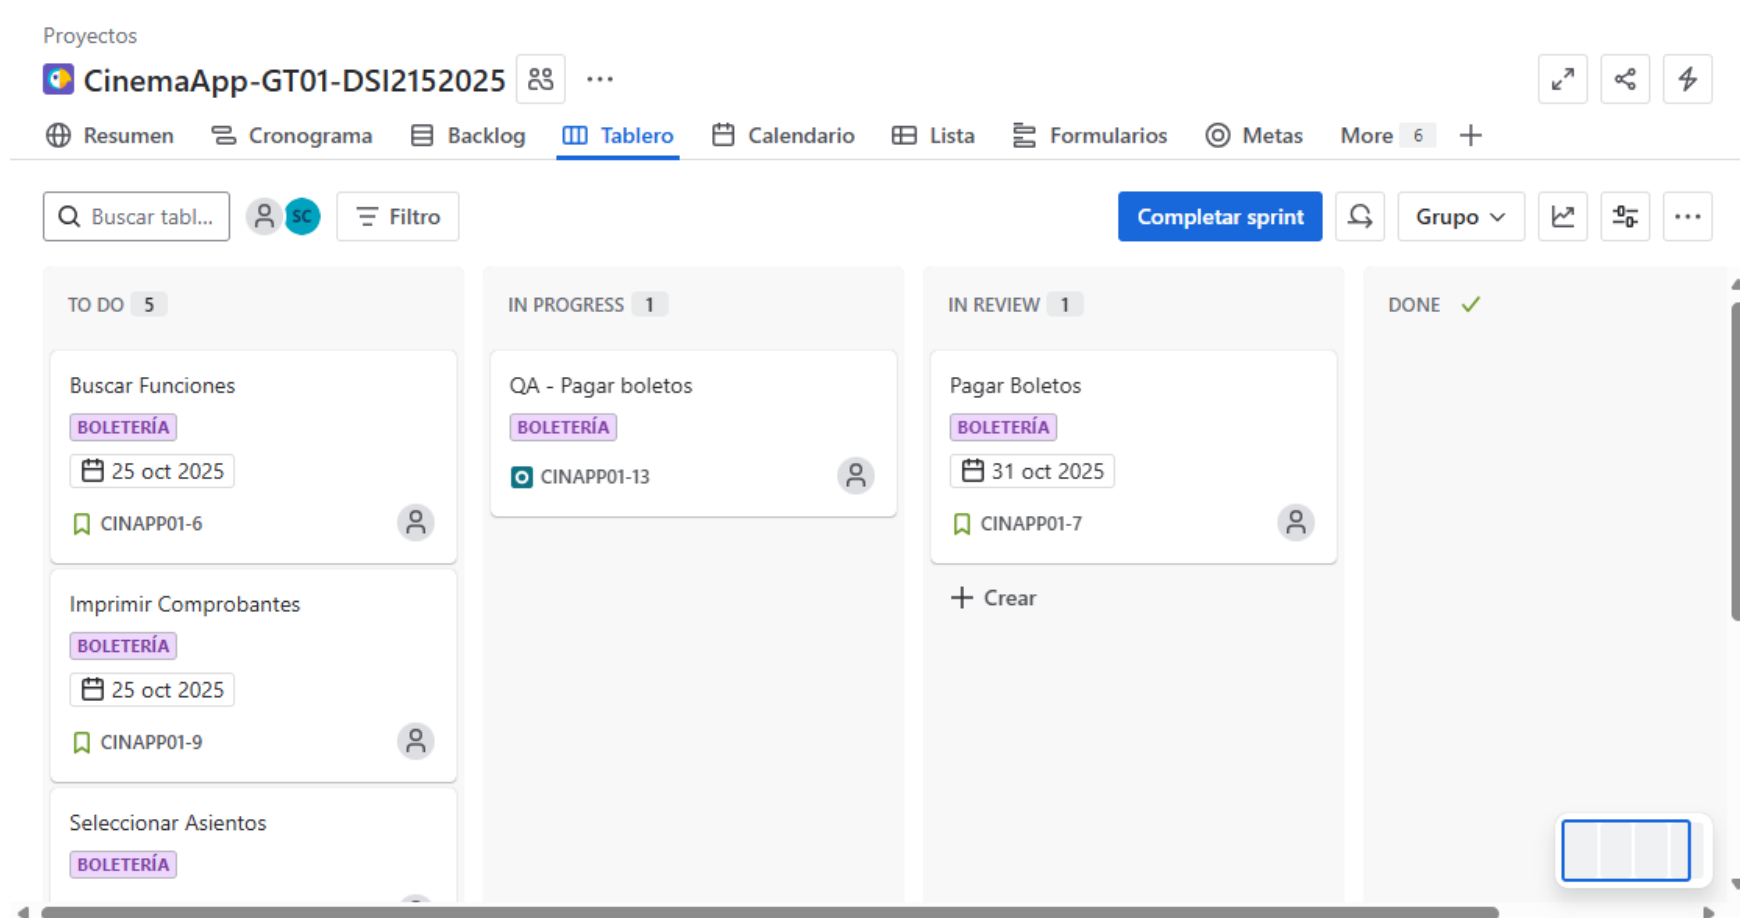 Proyectos
CinemaApp-GT01-DSI2152025
Resumen Cronograma Backlog Tablero Calendario Lista Formularios Metas More 6
Buscar tabl... SC Filtro Completar sprint Grupo
TO DO 5
Buscar Funciones
BOLETERÍA
25 oct 2025
CINAPP01-6
Imprimir Comprobantes
BOLETERÍA
25 oct 2025
CINAPP01-9
Seleccionar Asientos
BOLETERÍA
IN PROGRESS 1
QA - Pagar boletos
BOLETERÍA
CINAPP01-13
IN REVIEW 1
Pagar Boletos
BOLETERÍA
31 oct 2025
CINAPP01-7
Crear
DONE